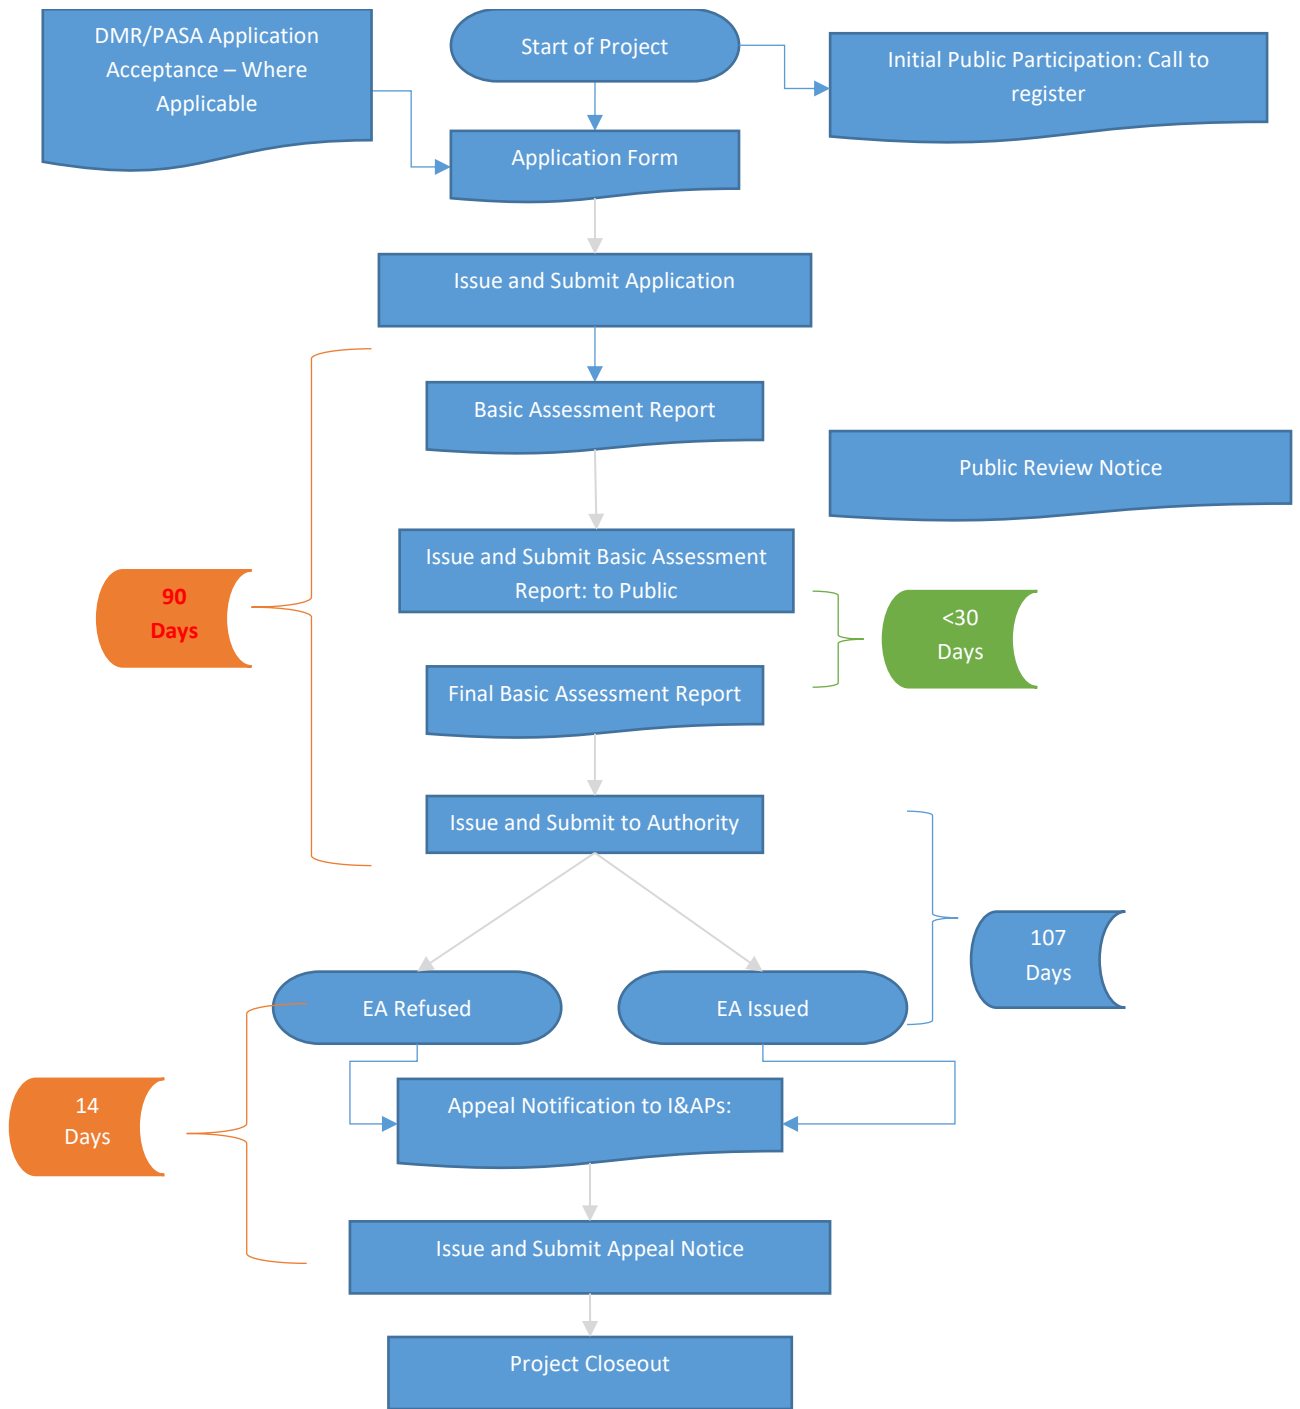 DMR/PASA Application
Acceptance – Where
Applicable
Start of Project
Initial Public Participation: Call to
register
Application Form
Issue and Submit Application
Basic Assessment Report
Public Review Notice
Issue and Submit Basic Assessment
Report: to Public
90
Days
<30
Days
Final Basic Assessment Report
Issue and Submit to Authority
107
Days
EA Refused
EA Issued
14
Days
Appeal Notification to I&APs:
Issue and Submit Appeal Notice
Project Closeout